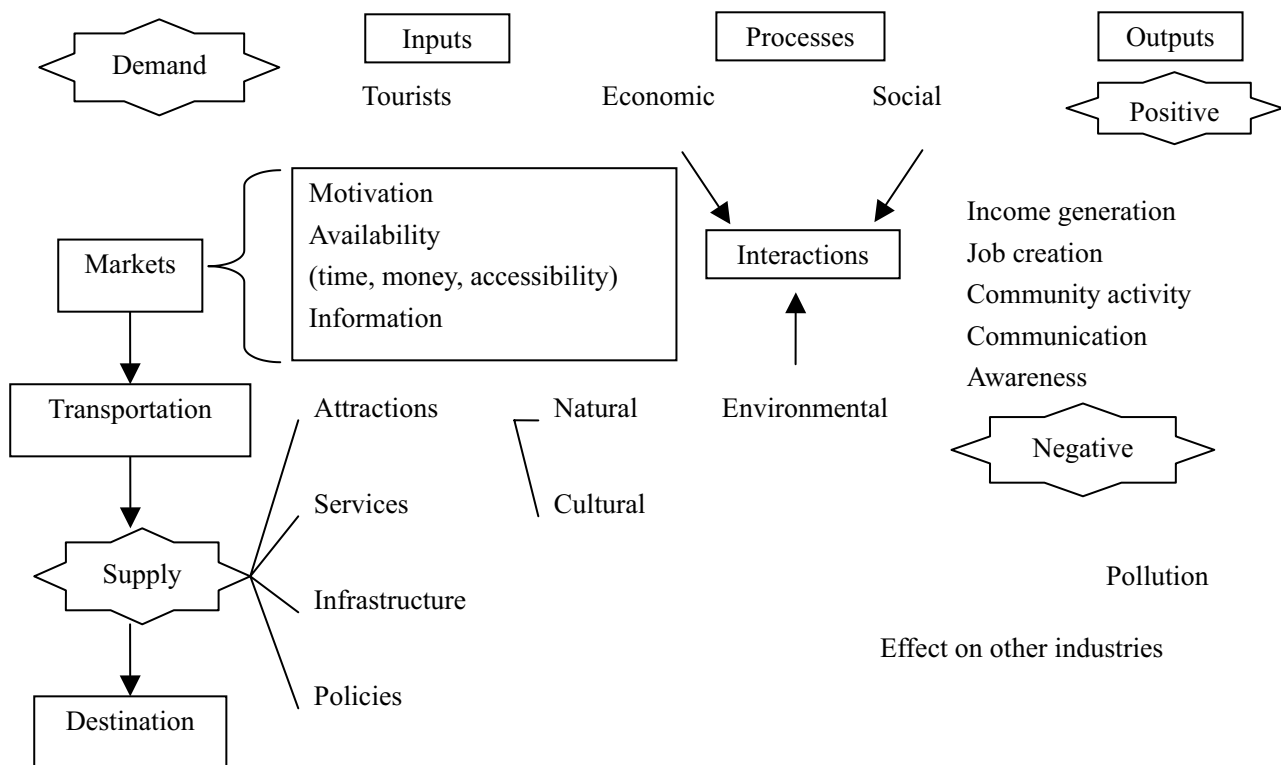 Demand
Inputs
Processes
Outputs
Tourists
Economic
Social
Positive
Motivation
Availability
(time, money, accessibility)
Information
Markets
Interactions
Income generation
Job creation
Community activity
Communication
Awareness
Transportation
Attractions
Natural
Environmental
Negative
Services
Cultural
Supply
Infrastructure
Pollution
Effect on other industries
Policies
Destination